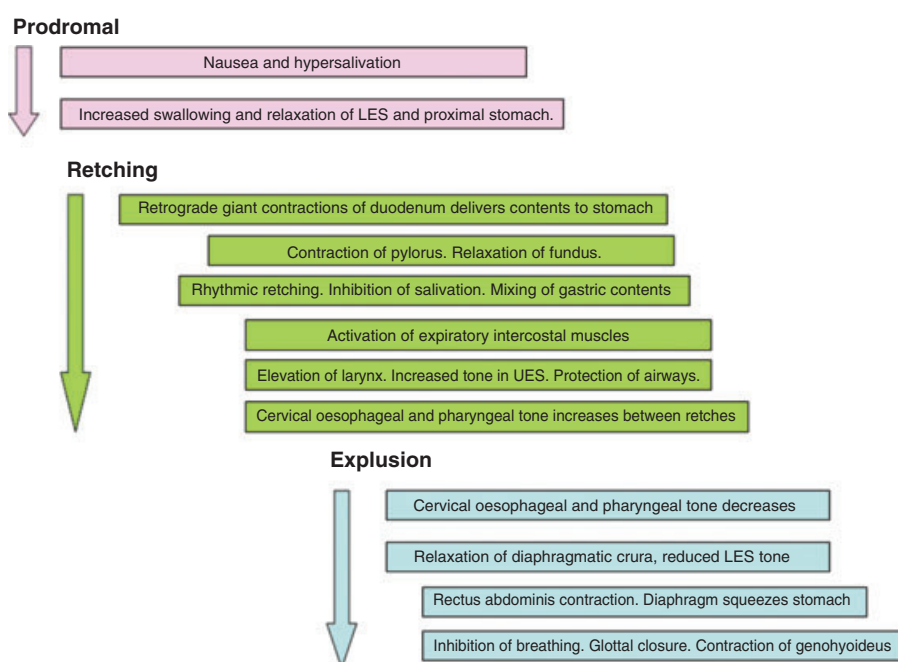 Prodromal
Nausea and hypersalivation
Increased swallowing and relaxation of LES and proximal stomach.
Retching
Retrograde giant contractions of duodenum delivers contents to stomach
Contraction of pylorus. Relaxation of fundus.
Rhythmic retching. Inhibition of salivation. Mixing of gastric contents
Activation of expiratory intercostal muscles
Elevation of larynx. Increased tone in UES. Protection of airways.
Cervical oesophageal and pharyngeal tone increases between retches
Explusion
Cervical oesophageal and pharyngeal tone decreases
Relaxation of diaphragmatic crura, reduced LES tone
Rectus abdominis contraction. Diaphragm squeezes stomach
Inhibition of breathing. Glottal closure. Contraction of genohyoideus